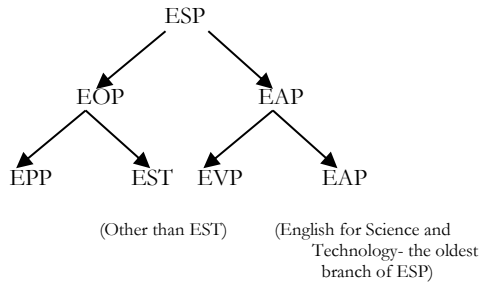 ESP
EOP EAP
EPP EST EVP EAP
(Other than EST) (English for Science and
Technology- the oldest
branch of ESP)